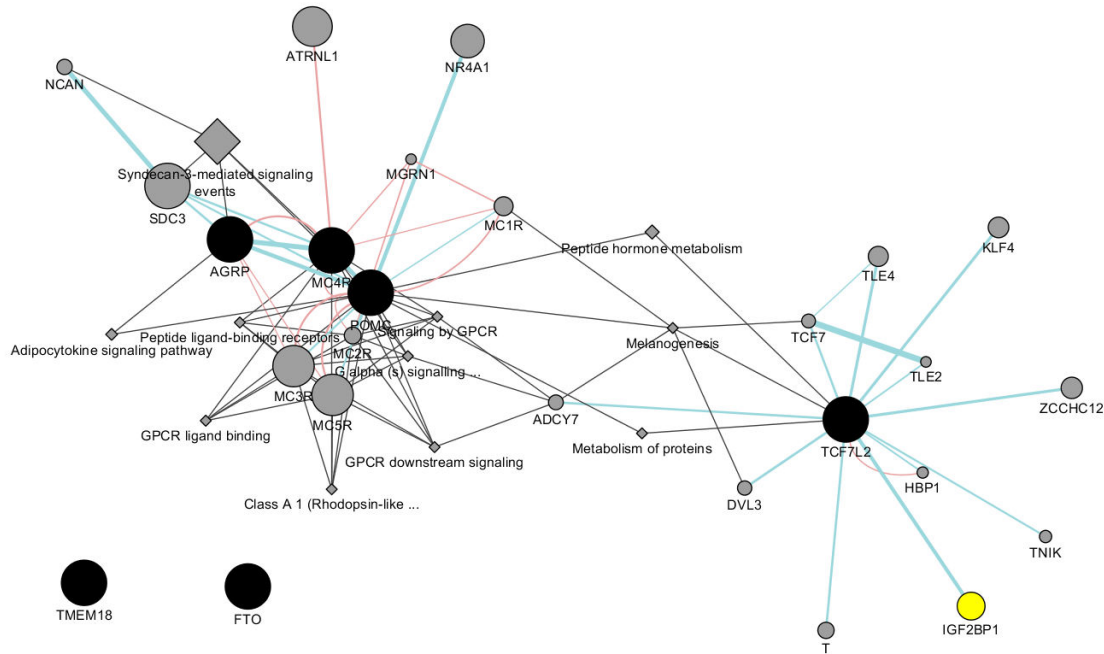 ATRNL1
NR4A1
NCAN
MGRN1
Syndecan-3-mediated signaling
events
SDC3
MC1R
Peptide hormone metabolism
KLF4
TLE4
AGRP
MC4R
POMC
Signaling by GPCR
Peptide ligand-binding receptors
Melanogenesis
TCF7
Adipocytokine signaling pathway
MC2R
G alpha (s) signalling ...
TLE2
MC3R
ZCCHC12
ADCY7
MC5R
GPCR ligand binding
Metabolism of proteins
TCF7L2
GPCR downstream signaling
HBP1
Class A 1 (Rhodopsin-like ...
DVL3
TNIK
TMEM18
FTO
IGF2BP1
T